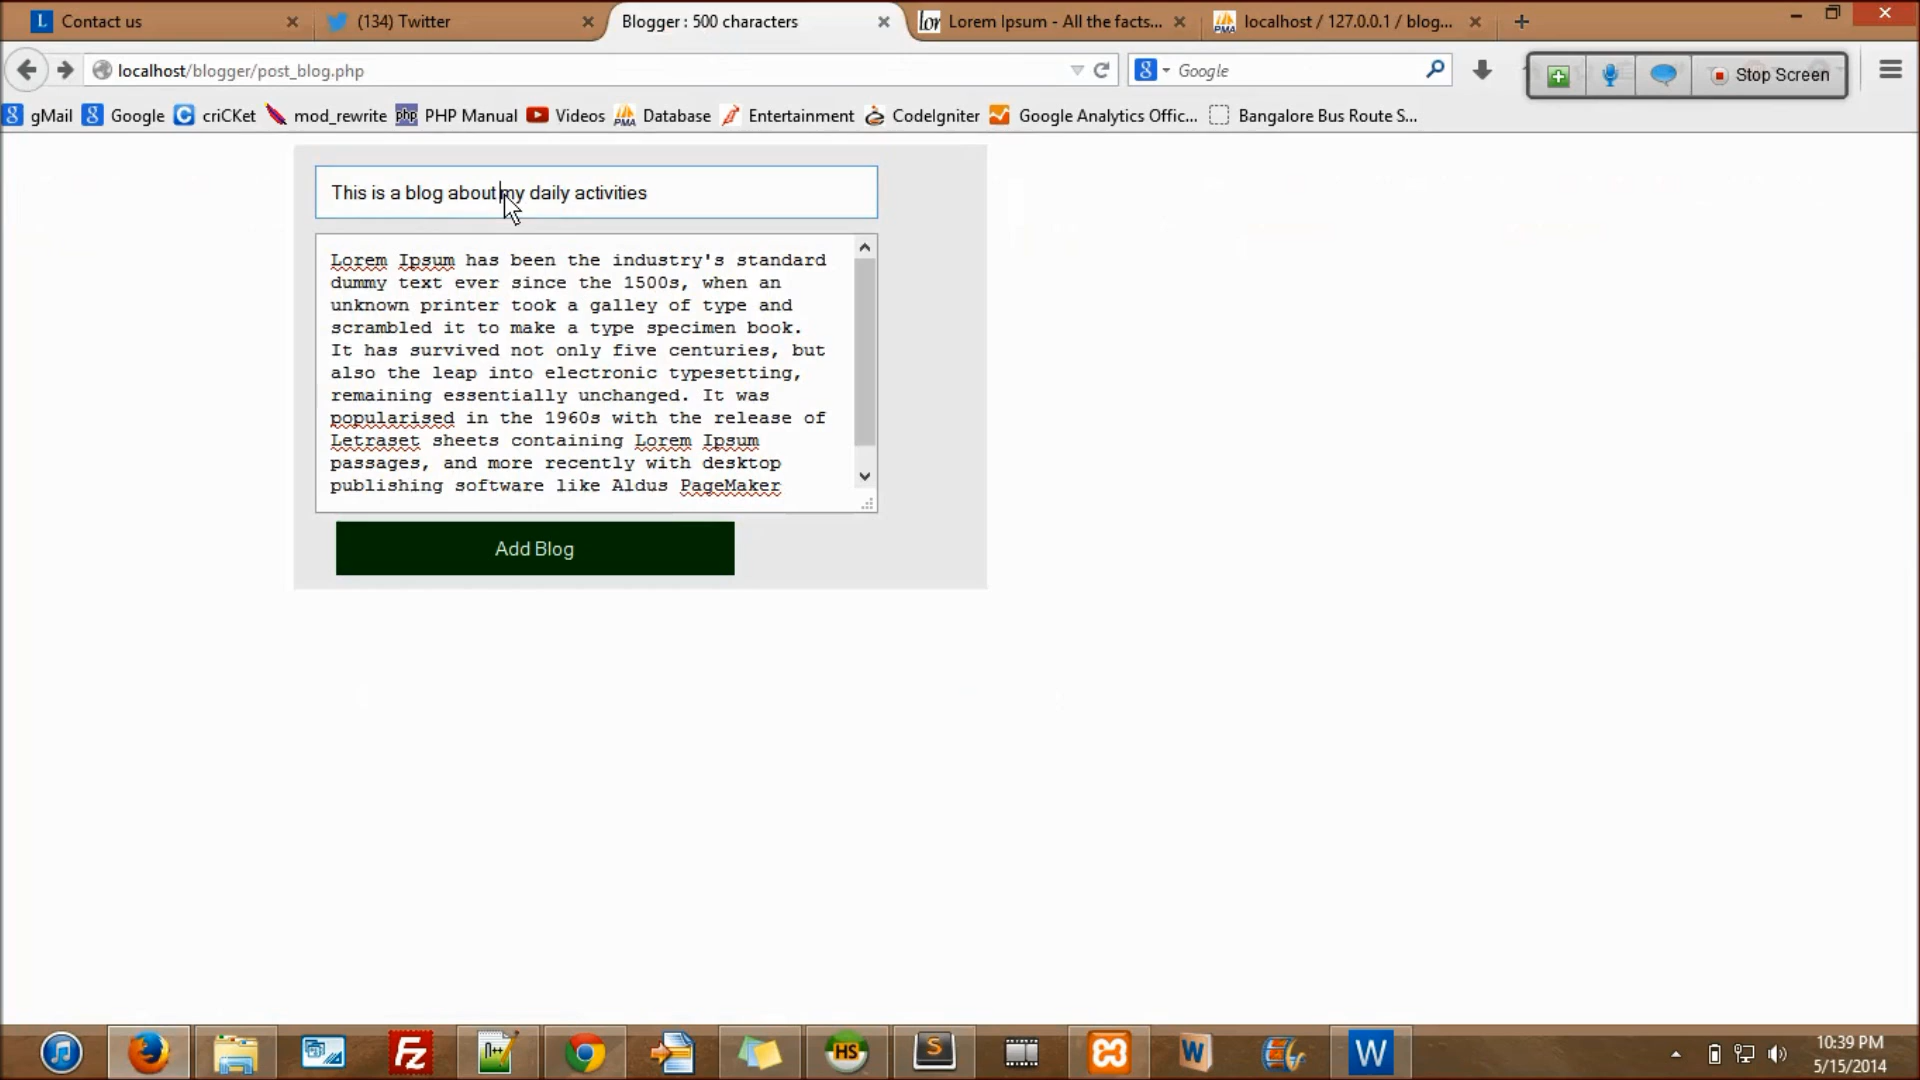 Contact us
(134) Twitter
Blogger : 500 characters
Lorem Ipsum - All the facts...
localhost / 127.0.0.1 / blog...
localhost/blogger/post_blog.php
Google
Stop Screen
gMail
Google
criCKet
mod_rewrite
PHP Manual
Videos
Database
Entertainment
CodeIgniter
Google Analytics Offic...
Bangalore Bus Route S...
This is a blog about my daily activities
Lorem Ipsum has been the industry's standard
dummy text ever since the 1500s, when an
unknown printer took a galley of type and
scrambled it to make a type specimen book.
It has survived not only five centuries, but
also the leap into electronic typesetting,
remaining essentially unchanged. It was
popularised in the 1960s with the release of
Letraset sheets containing Lorem Ipsum
passages, and more recently with desktop
publishing software like Aldus PageMaker
Add Blog
10:39 PM
5/15/2014